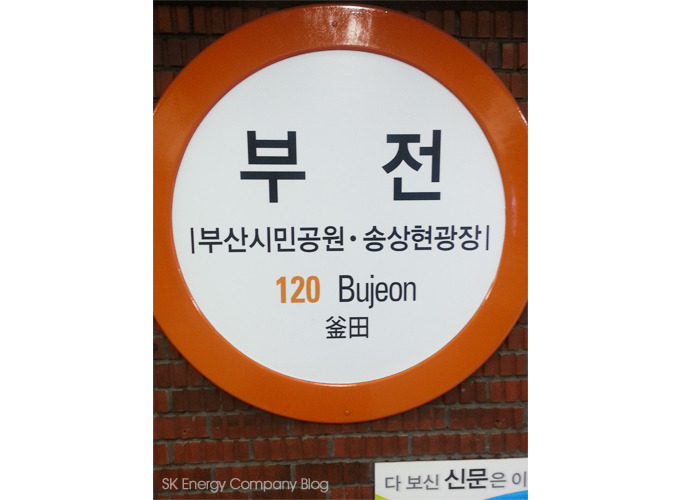 부 전
|부산시민공원·송상현광장|
120 Bujeon
釜田
다 보신 신문은 이
SK Energy Company Blog